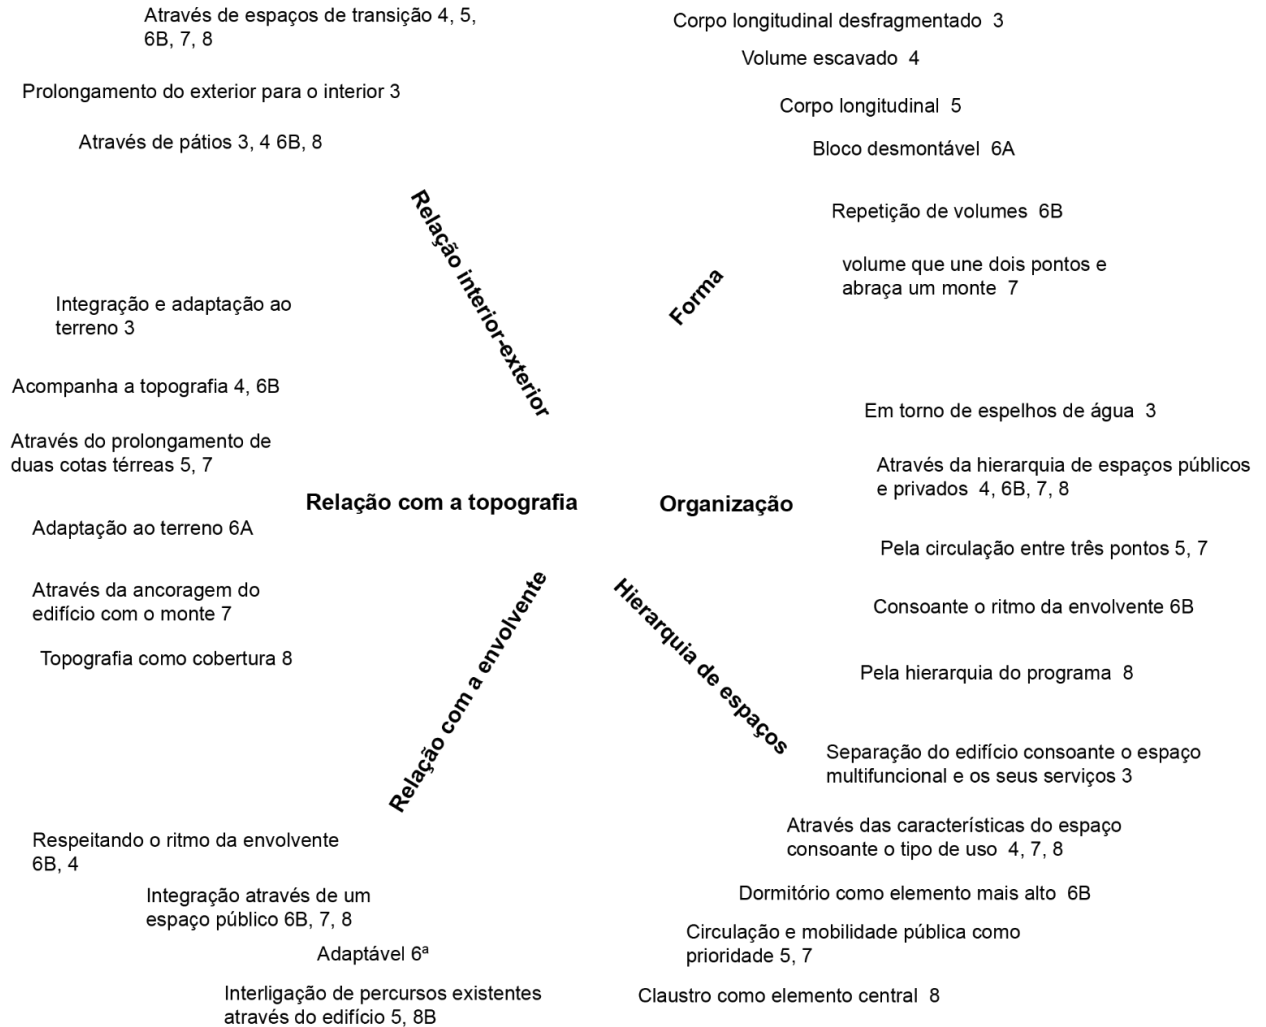 Através de espaços de transição 4, 5,
6B, 7, 8
Prolongamento do exterior para o interior 3
Através de pátios 3, 4 6B, 8
Relação interior-exterior
Corpo longitudinal desfragmentado 3
Volume escavado 4
Corpo longitudinal 5
Bloco desmontável 6A
Repetição de volumes 6B
volume que une dois pontos e
abraça um monte 7
Forma
Integração e adaptação ao
terreno 3
Acompanha a topografia 4, 6B
Através do prolongamento de
duas cotas térreas 5, 7
Adaptação ao terreno 6A
Através da ancoragem do
edifício com o monte 7
Topografia como cobertura 8
Relação com a topografia
Organização
Em torno de espelhos de água 3
Através da hierarquia de espaços públicos
e privados 4, 6B, 7, 8
Pela circulação entre três pontos 5, 7
Consoante o ritmo da envolvente 6B
Pela hierarquia do programa 8
Relação com a envolvente
Respeitando o ritmo da envolvente
6B, 4
Integração através de um
espaço público 6B, 7, 8
Adaptável 6ª
Interligação de percursos existentes
através do edifício 5, 8B
Hierarquia de espaços
Separação do edifício consoante o espaço
multifuncional e os seus serviços 3
Através das características do espaço
consoante o tipo de uso 4, 7, 8
Dormitório como elemento mais alto 6B
Circulação e mobilidade pública como
prioridade 5, 7
Claustro como elemento central 8